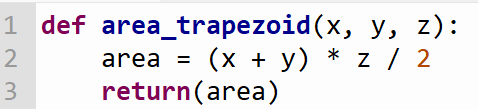 1 def area_trapezoid(x, y, z):
2     area = (x + y) * z / 2
3     return(area)